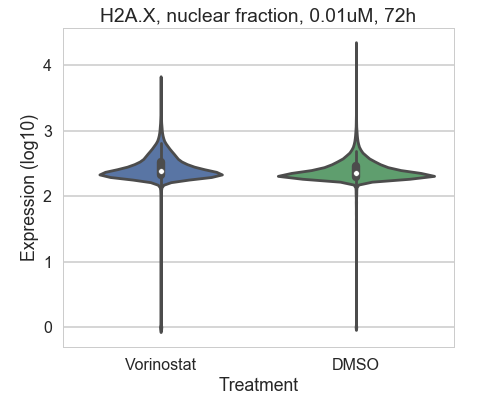 H2A.X, nuclear fraction, 0.01uM, 72h
Expression (log10)
4
3
2
1
0
Vorinostat
DMSO
Treatment